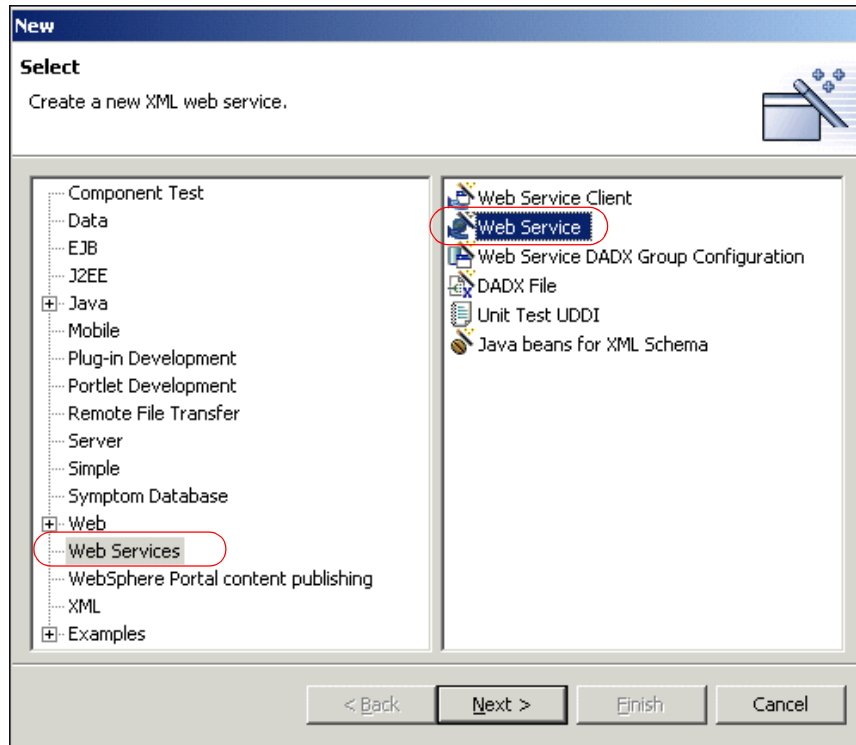 New
Select
Create a new XML web service.
Component Test
Data
EJB
J2EE
Java
Mobile
Plug-in Development
Portlet Development
Remote File Transfer
Server
Simple
Symptom Database
Web
Web Services
WebSphere Portal content publishing
XML
Examples
Web Service Client
Web Service
Web Service DADX Group Configuration
DADX File
Unit Test UDDI
Java beans for XML Schema
< Back
Next >
Finish
Cancel